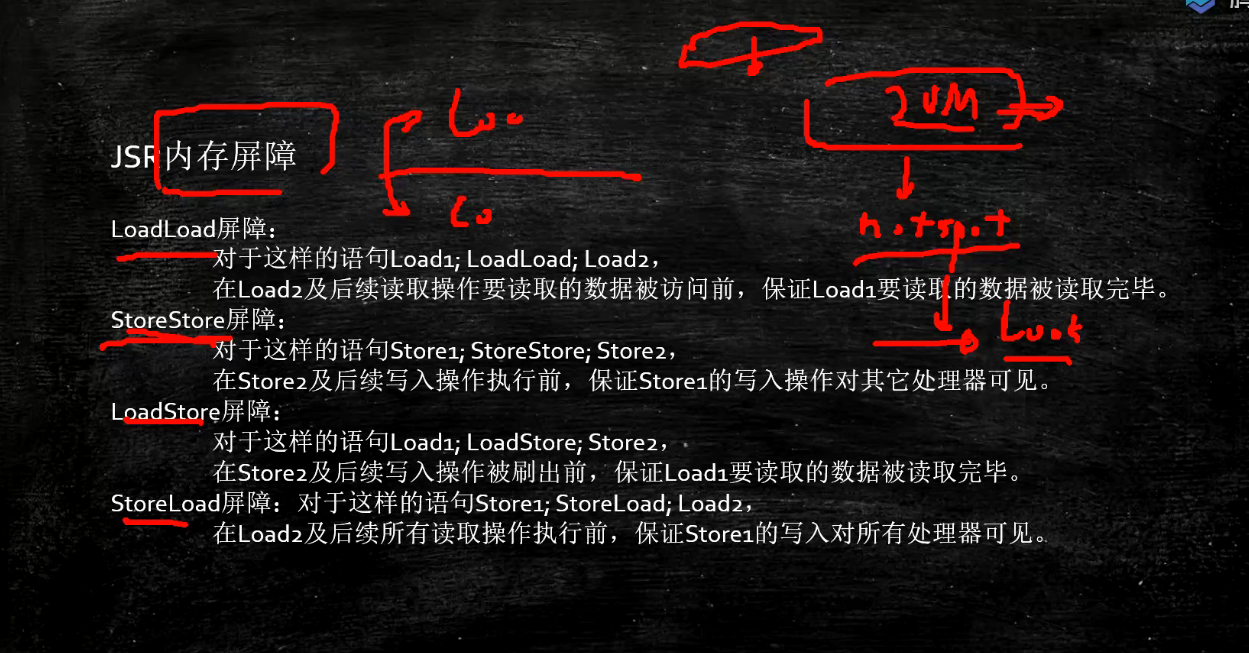 JSR内存屏障
Loo
Lo
JVM
hotspot
LoadLoad屏障：
对于这样的语句Load1; LoadLoad; Load2，
在Load2及后续读取操作要读取的数据被访问前，保证Load1要读取的数据被读取完毕。
StoreStore屏障：
对于这样的语句Store1; StoreStore; Store2，
在Store2及后续写入操作执行前，保证Store1的写入操作对其它处理器可见。
LoadStore屏障：
对于这样的语句Load1; LoadStore; Store2，
在Store2及后续写入操作被刷出前，保证Load1要读取的数据被读取完毕。
StoreLoad屏障：对于这样的语句Store1; StoreLoad; Load2，
在Load2及后续所有读取操作执行前，保证Store1的写入对所有处理器可见。